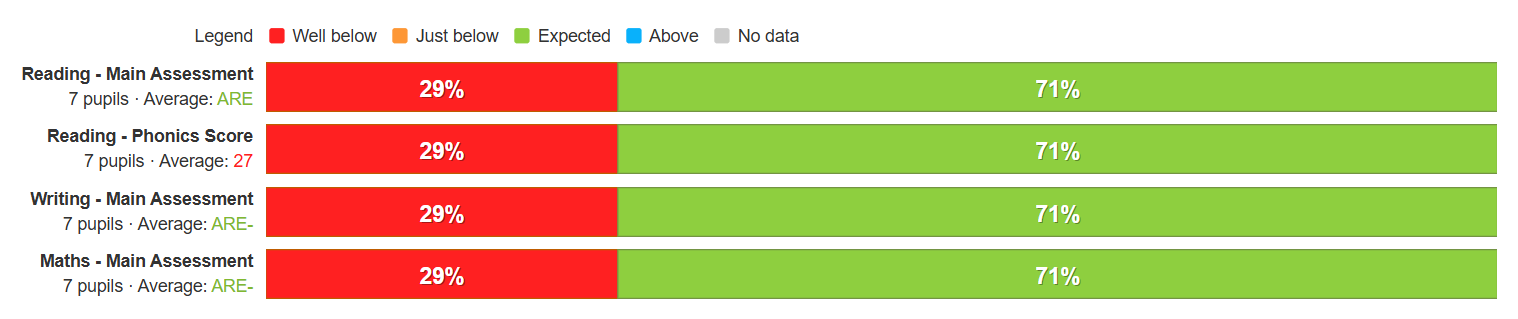 Legend Well below Just below Expected Above No data
Reading - Main Assessment
7 pupils · Average: ARE
29% 71%
Reading - Phonics Score
7 pupils · Average: 27
29% 71%
Writing - Main Assessment
7 pupils · Average: ARE-
29% 71%
Maths - Main Assessment
7 pupils · Average: ARE-
29% 71%